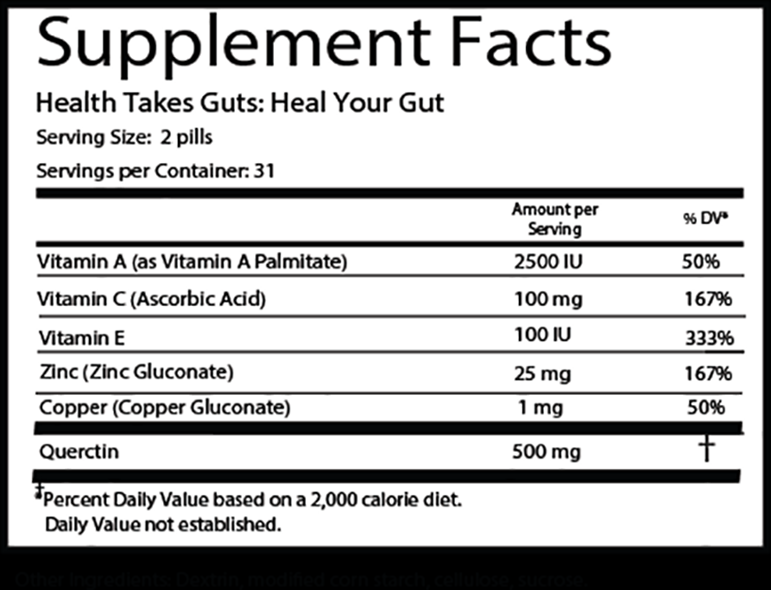 Supplement Facts
Health Takes Guts: Heal Your Gut
Serving Size: 2 pills
Servings per Container: 31
Amount per Serving % DV*
Vitamin A (as Vitamin A Palmitate) 2500 IU 50%
Vitamin C (Ascorbic Acid) 100 mg 167%
Vitamin E 100 IU 333%
Zinc (Zinc Gluconate) 25 mg 167%
Copper (Copper Gluconate) 1 mg 50%
Querctin 500 mg †
‡Percent Daily Value based on a 2,000 calorie diet.
Daily Value not established.
Other Ingredients: Dextrin, modified corn starch, cellulose, sucrose.